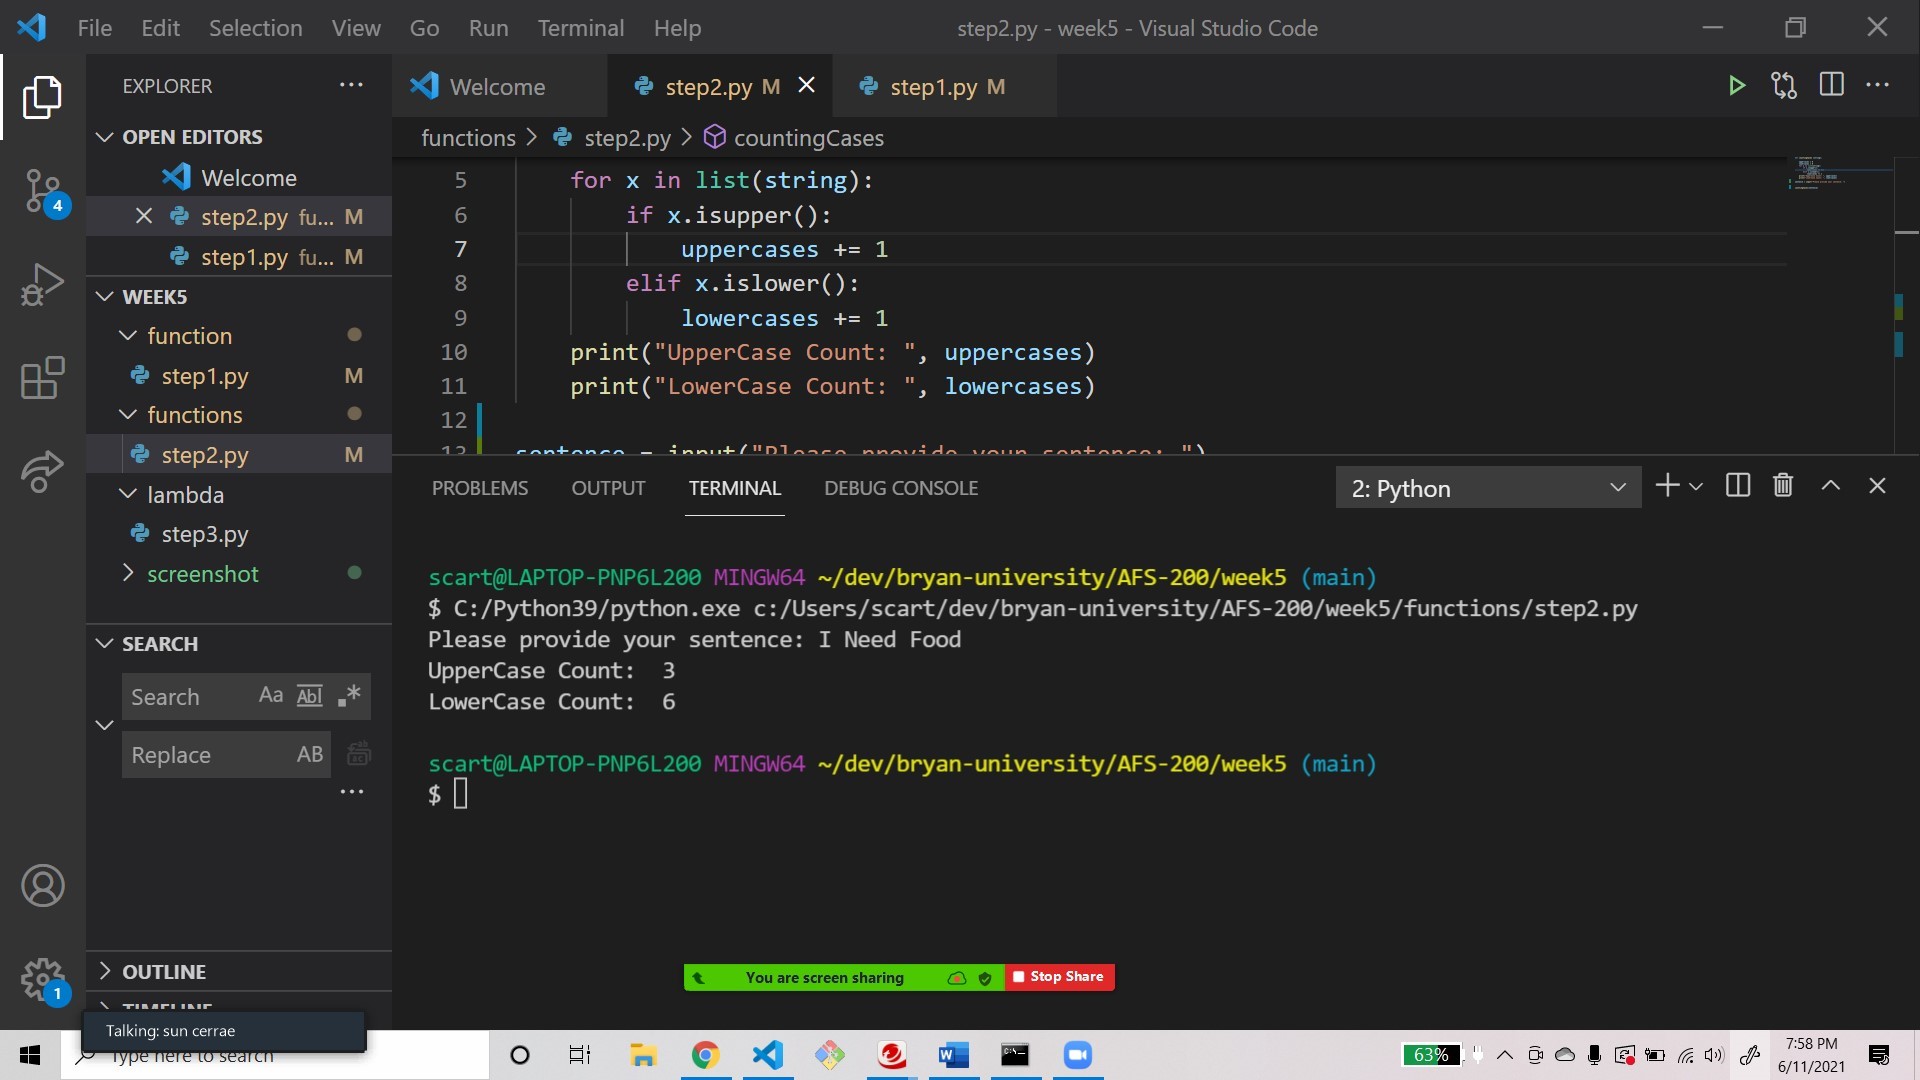 File Edit Selection View Go Run Terminal Help
step2.py - week5 - Visual Studio Code
EXPLORER
OPEN EDITORS
Welcome
step2.py fu... M
step1.py fu... M
WEEK5
function
step1.py M
functions
step2.py M
lambda
step3.py
screenshot
SEARCH
Search Aa Abl .*
Replace AB
OUTLINE
TIMELINE
4
1
Welcome step2.py M step1.py M
functions > step2.py > countingCases
5 for x in list(string):
6 if x.isupper():
7 uppercases += 1
8 elif x.islower():
9 lowercases += 1
10 print("UpperCase Count: ", uppercases)
11 print("LowerCase Count: ", lowercases)
12
13 sentence = input("Please provide your sentence: ")
PROBLEMS OUTPUT TERMINAL DEBUG CONSOLE
2: Python
scart@LAPTOP-PNP6L200 MINGW64 ~/dev/bryan-university/AFS-200/week5 (main)
$ C:/Python39/python.exe c:/Users/scart/dev/bryan-university/AFS-200/week5/functions/step2.py
Please provide your sentence: I Need Food
UpperCase Count:  3
LowerCase Count:  6
scart@LAPTOP-PNP6L200 MINGW64 ~/dev/bryan-university/AFS-200/week5 (main)
$
You are screen sharing Stop Share
Talking: sun cerrae
Type here to search
63%
7:58 PM
6/11/2021